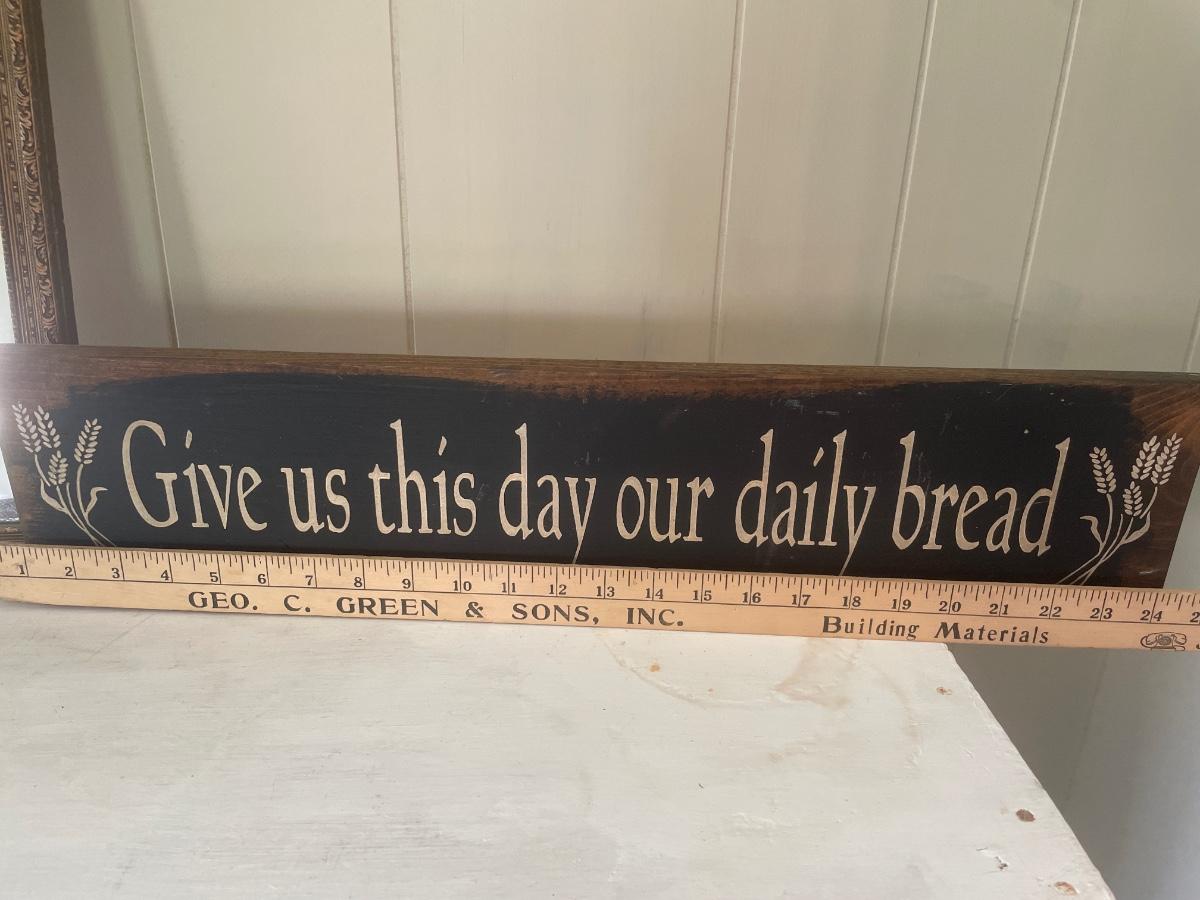 Give us this day our daily bread
1 2 3 4 5 6 7 8 9 10 11 12 13 14 15 16 17 18 19 20 21 22 23 24
GEO. C. GREEN & SONS, INC. Building Materials